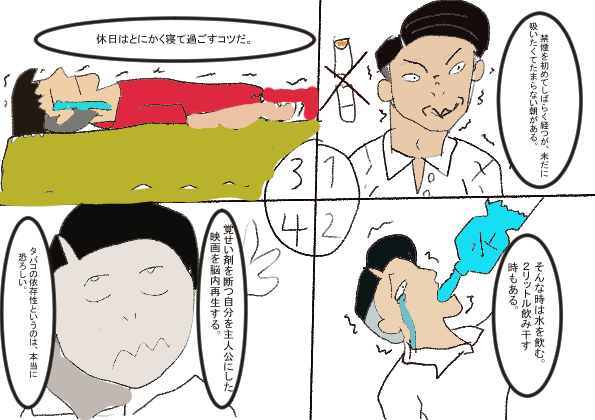 禁煙を初めてしばらく経つが、未だに
吸いたくてたまらない朝がある。
1
そんな時は水を飲む。
2リットル飲み干す
時もある。
水
2
休日はとにかく寝て過ごすコツだ。
3
覚せい剤を断つ自分を主人公にした
映画を脳内再生する。
タバコの依存性というのは、本当に
恐ろしい。
4